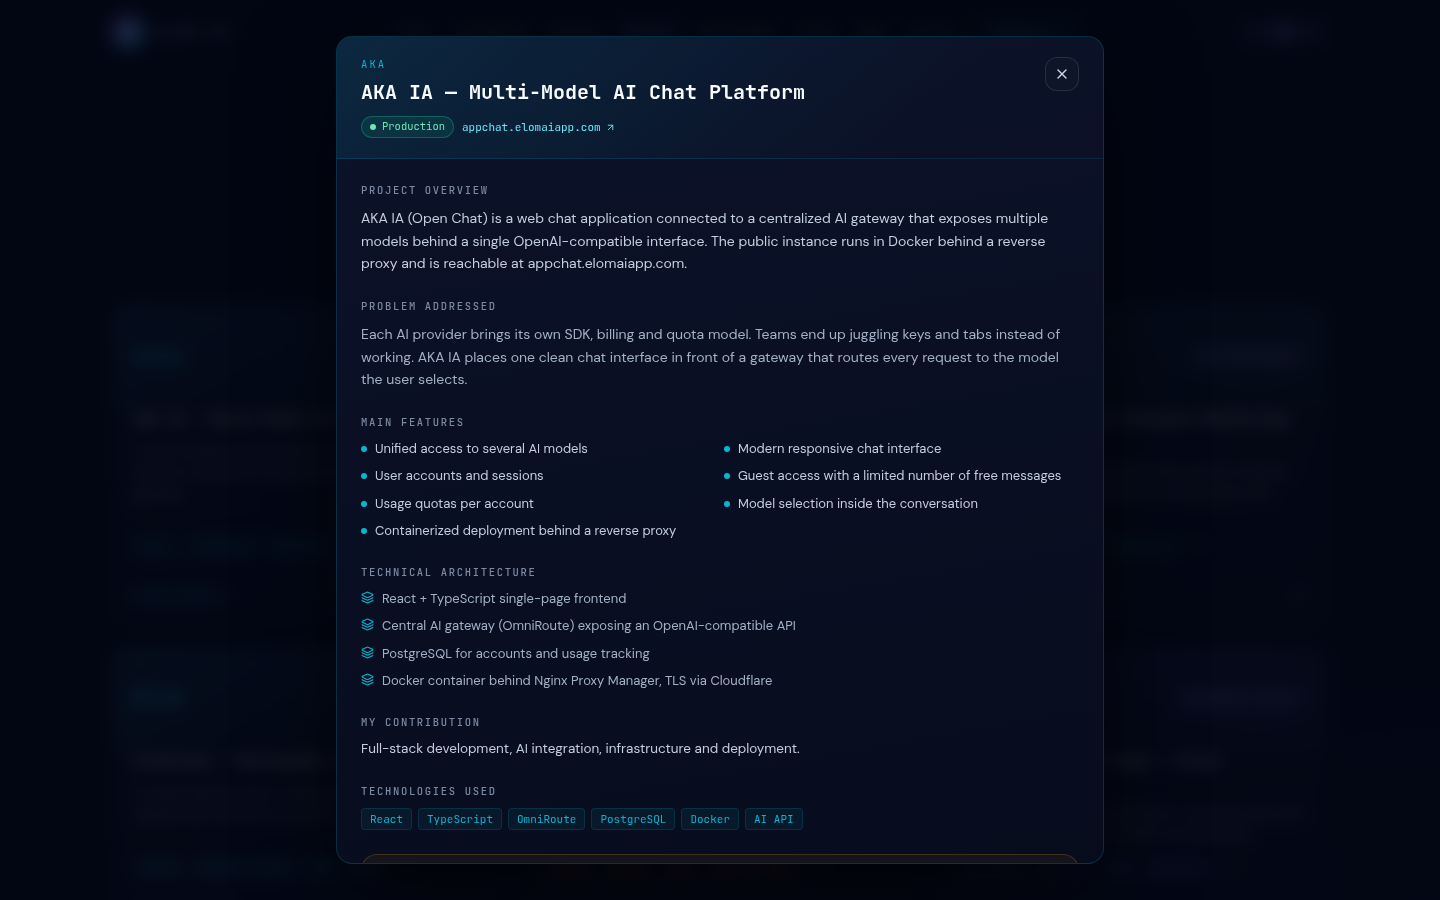 AKA
AKA IA — Multi-Model AI Chat Platform
Production
appchat.elomaiapp.com ↗
PROJECT OVERVIEW
AKA IA (Open Chat) is a web chat application connected to a centralized AI gateway that exposes multiple
models behind a single OpenAI-compatible interface. The public instance runs in Docker behind a reverse
proxy and is reachable at appchat.elomaiapp.com.
PROBLEM ADDRESSED
Each AI provider brings its own SDK, billing and quota model. Teams end up juggling keys and tabs instead of
working. AKA IA places one clean chat interface in front of a gateway that routes every request to the model
the user selects.
MAIN FEATURES
Unified access to several AI models
Modern responsive chat interface
User accounts and sessions
Guest access with a limited number of free messages
Usage quotas per account
Model selection inside the conversation
Containerized deployment behind a reverse proxy
TECHNICAL ARCHITECTURE
React + TypeScript single-page frontend
Central AI gateway (OmniRoute) exposing an OpenAI-compatible API
PostgreSQL for accounts and usage tracking
Docker container behind Nginx Proxy Manager, TLS via Cloudflare
MY CONTRIBUTION
Full-stack development, AI integration, infrastructure and deployment.
TECHNOLOGIES USED
React
TypeScript
OmniRoute
PostgreSQL
Docker
AI API